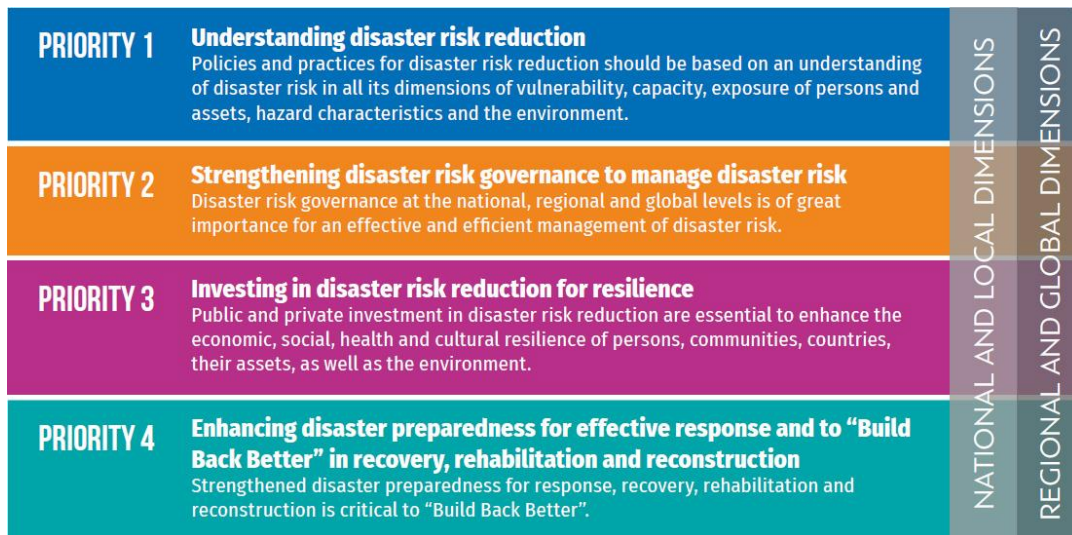 PRIORITY 1
Understanding disaster risk reduction
Policies and practices for disaster risk reduction should be based on an understanding
of disaster risk in all its dimensions of vulnerability, capacity, exposure of persons and
assets, hazard characteristics and the environment.
PRIORITY 2
Strengthening disaster risk governance to manage disaster risk
Disaster risk governance at the national, regional and global levels is of great
importance for an effective and efficient management of disaster risk.
PRIORITY 3
Investing in disaster risk reduction for resilience
Public and private investment in disaster risk reduction are essential to enhance the
economic, social, health and cultural resilience of persons, communities, countries,
their assets, as well as the environment.
PRIORITY 4
Enhancing disaster preparedness for effective response and to “Build
Back Better” in recovery, rehabilitation and reconstruction
Strengthened disaster preparedness for response, recovery, rehabilitation and
reconstruction is critical to “Build Back Better”.
NATIONAL AND LOCAL DIMENSIONS
REGIONAL AND GLOBAL DIMENSIONS